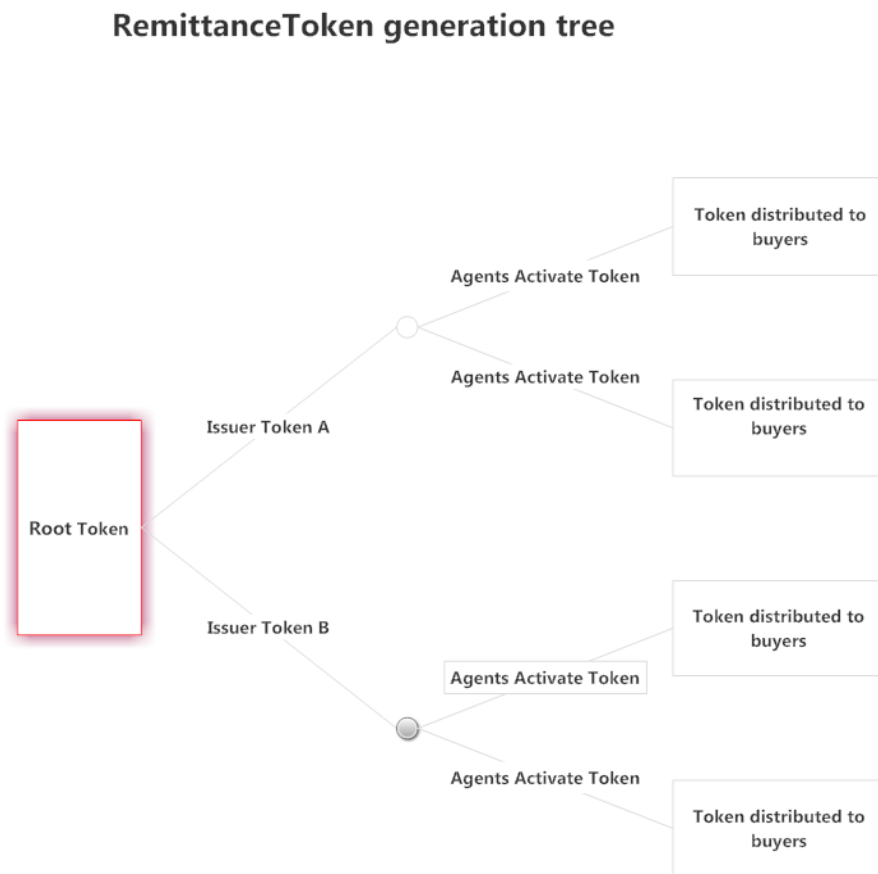 RemittanceToken generation tree
Token distributed to
buyers
Agents Activate Token
Agents Activate Token
Token distributed to
buyers
Issuer Token A
Root Token
Issuer Token B
Token distributed to
buyers
Agents Activate Token
Agents Activate Token
Token distributed to
buyers